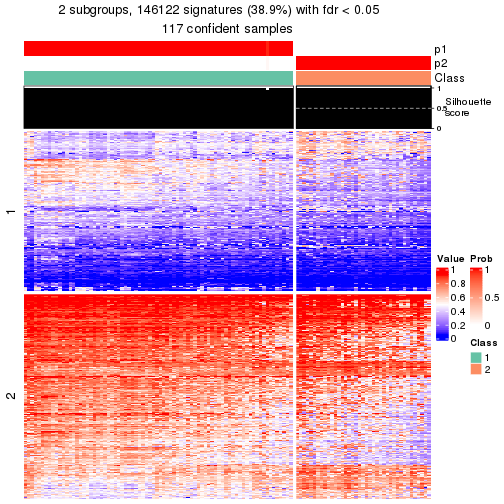 2 subgroups, 146122 signatures (38.9%) with fdr < 0.05
117 confident samples
p1
p2
Class
1
0.5
0
Silhouette
score
1
2
Value
1
0.8
0.6
0.4
0.2
0
Prob
1
0.5
0
Class
1
2